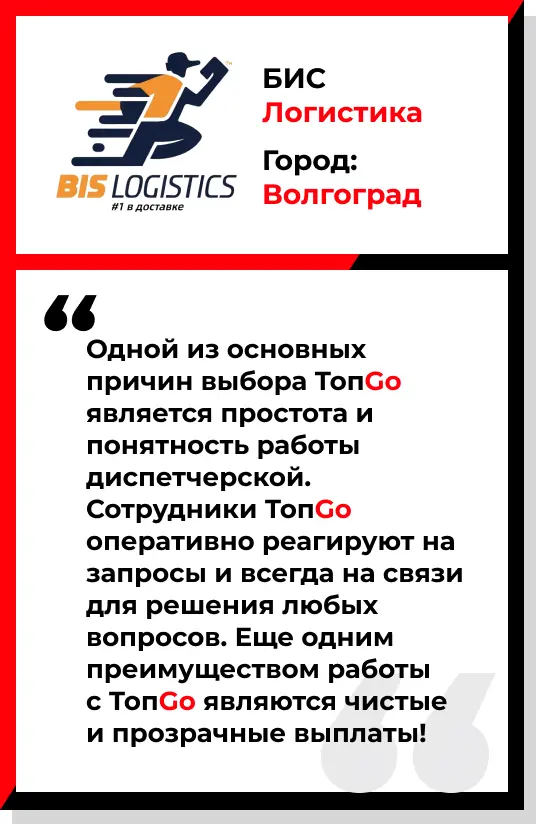 БИС
Логистика
Город:
Волгоград
™
BIS LOGISTICS
#1 в доставке
Одной из основных
причин выбора ТопGo
является простота и
понятность работы
диспетчерской.
Сотрудники ТопGo
оперативно реагируют на
запросы и всегда на связи
для решения любых
вопросов. Еще одним
преимуществом работы
с ТопGo являются чистые
и прозрачные выплаты!